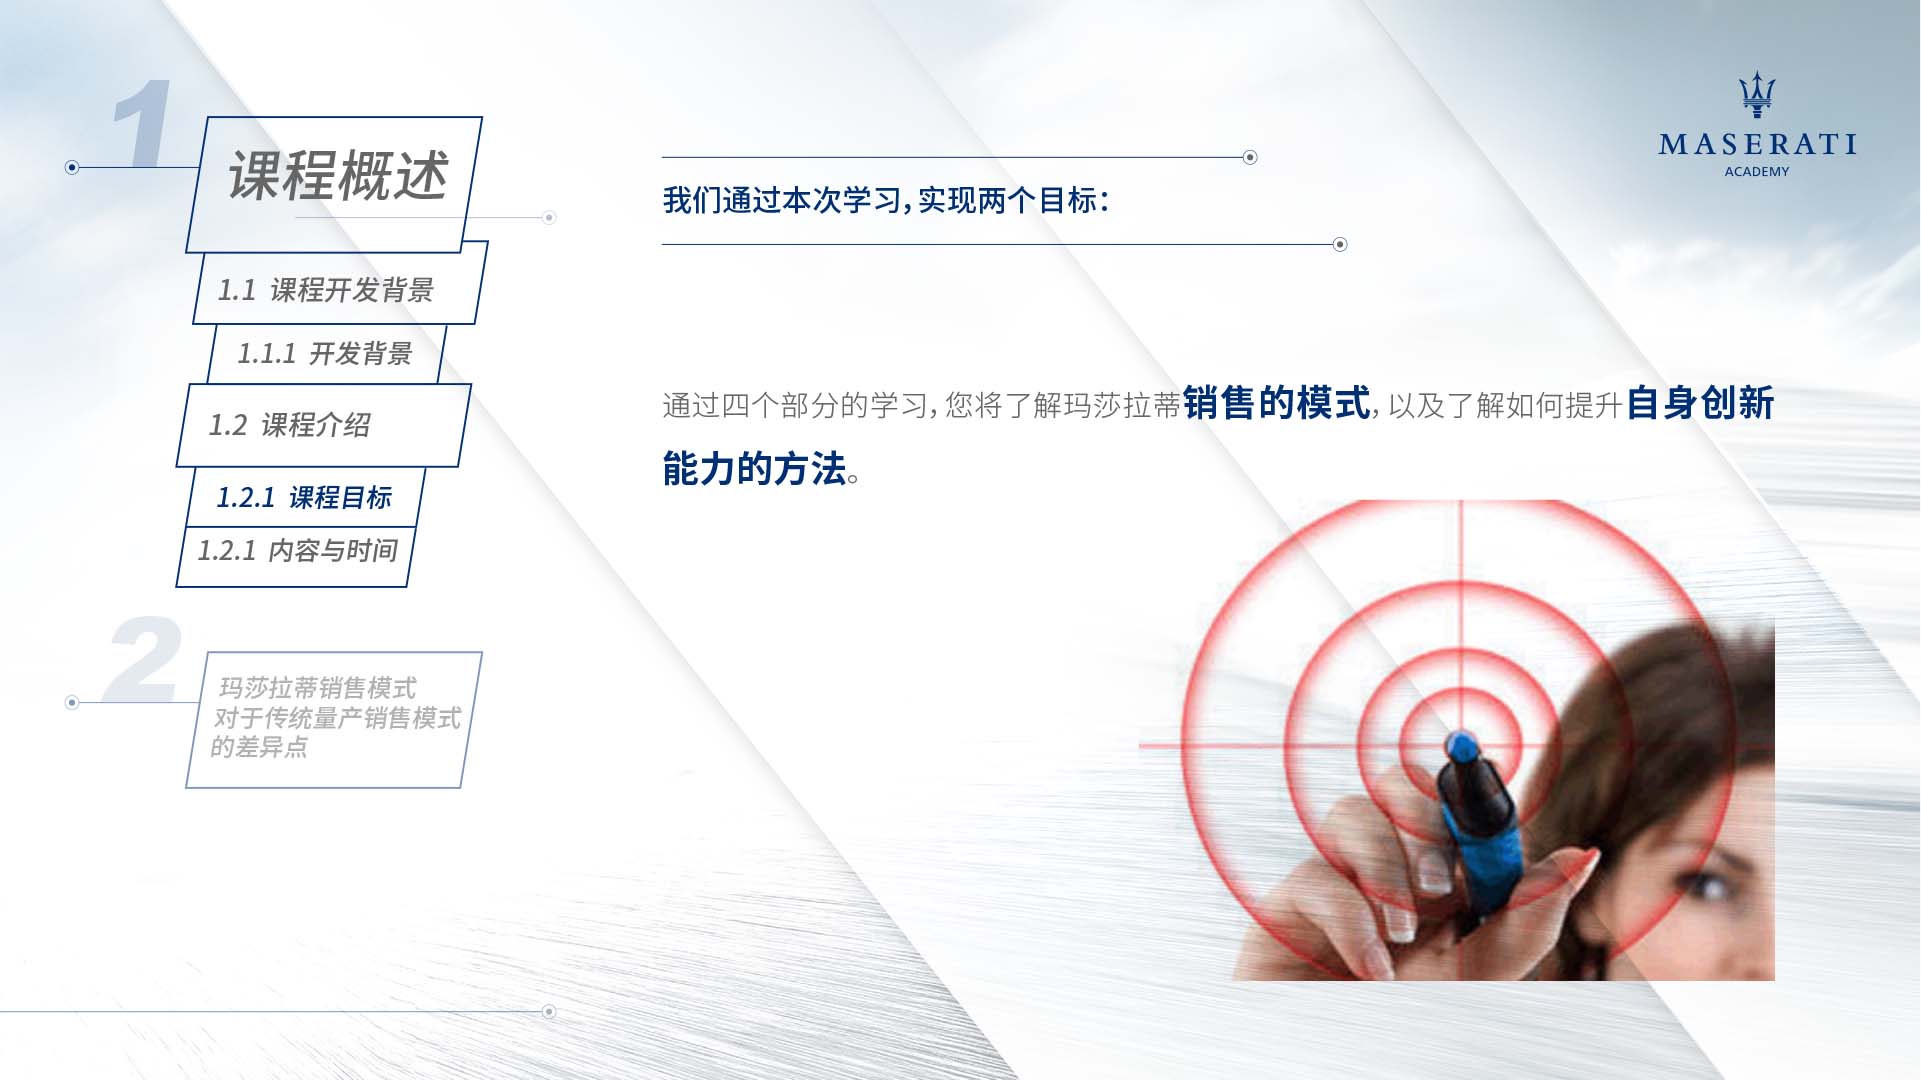 1
课程概述
1.1 课程开发背景
1.1.1 开发背景
1.2 课程介绍
1.2.1 课程目标
1.2.1 内容与时间
2
玛莎拉蒂销售模式
对于传统量产销售模式
的差异点
我们通过本次学习，实现两个目标：
通过四个部分的学习，您将了解玛莎拉蒂销售的模式，以及了解如何提升自身创新
能力的方法。
MASERATI
ACADEMY